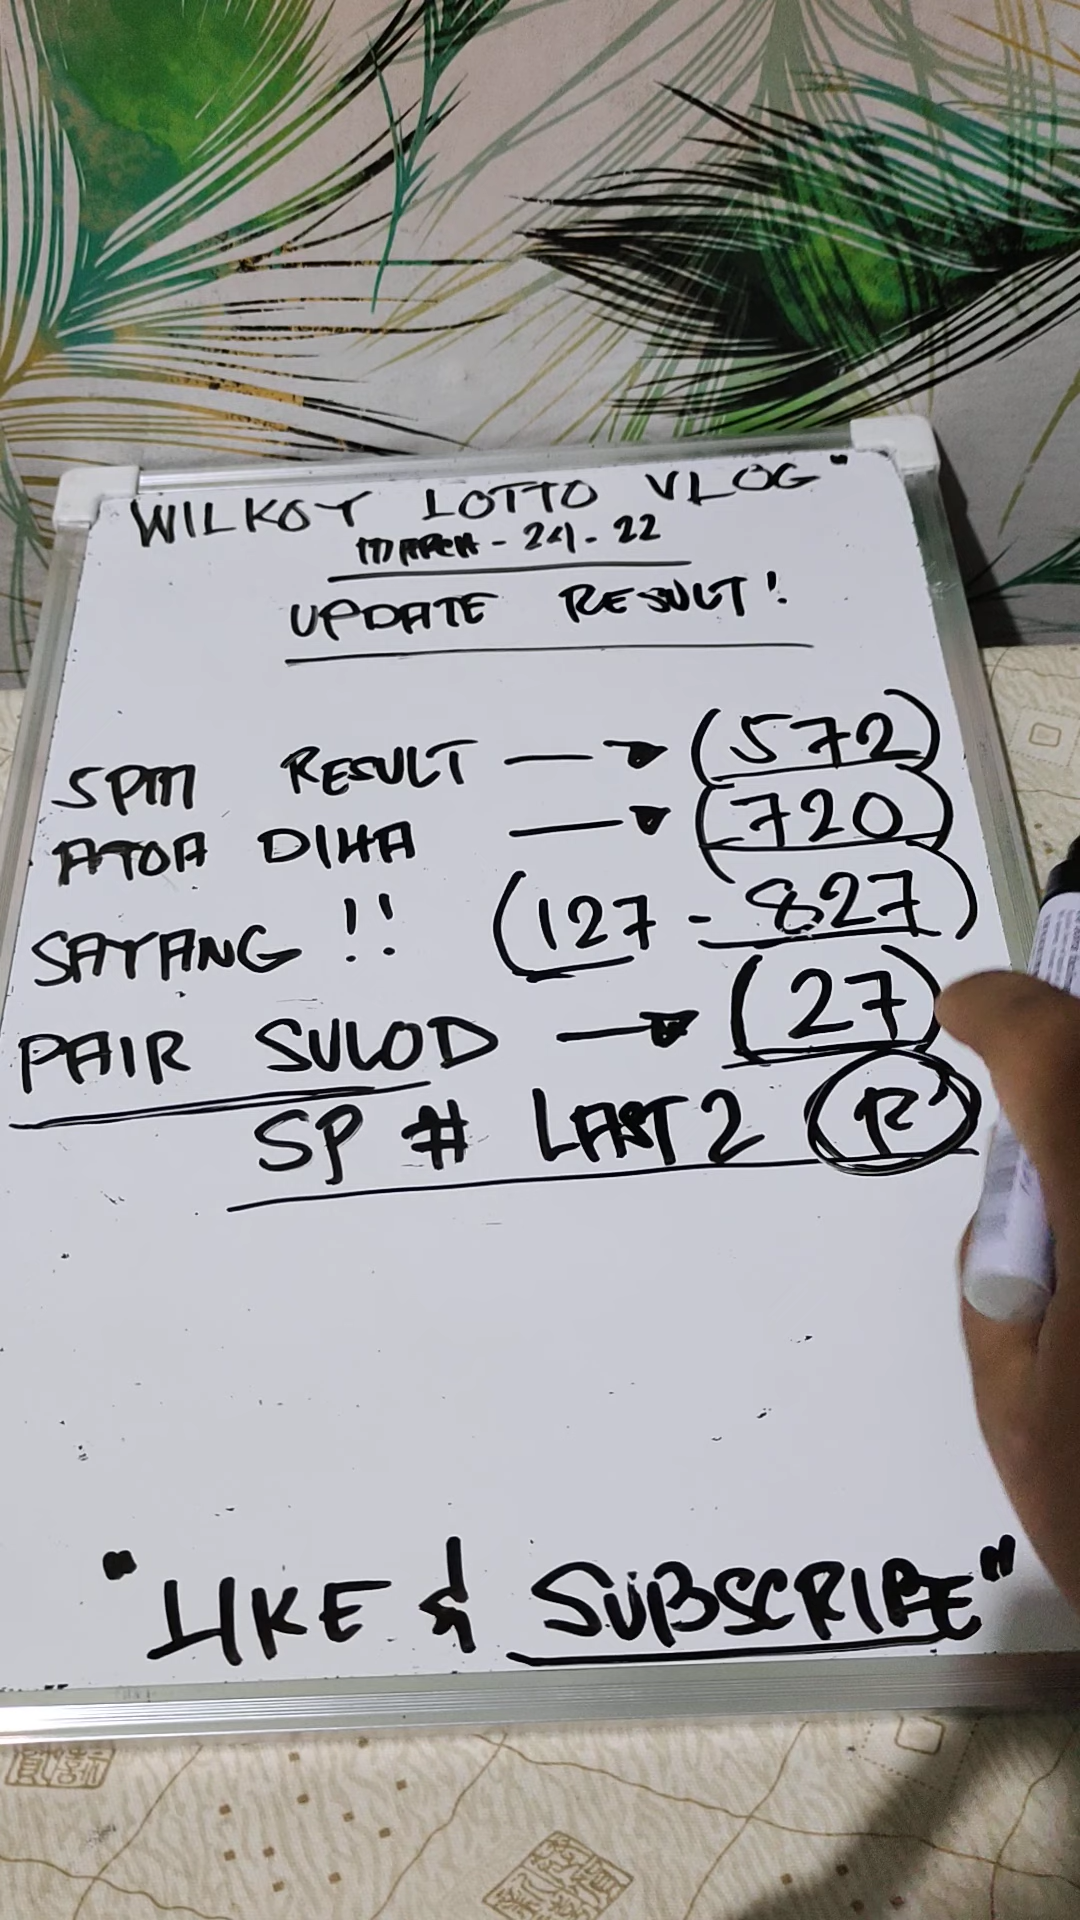 WILKOY LOTTO VLOG"
MARCH - 24 - 22
UPDATE RESULT!
5PM RESULT → (572)
ATOA DIHA → (720)
SAYANG !! (127 - 827)
PAIR SULOD → (27)
SP # LAST 2 R
"LIKE & SUBSCRIBE"